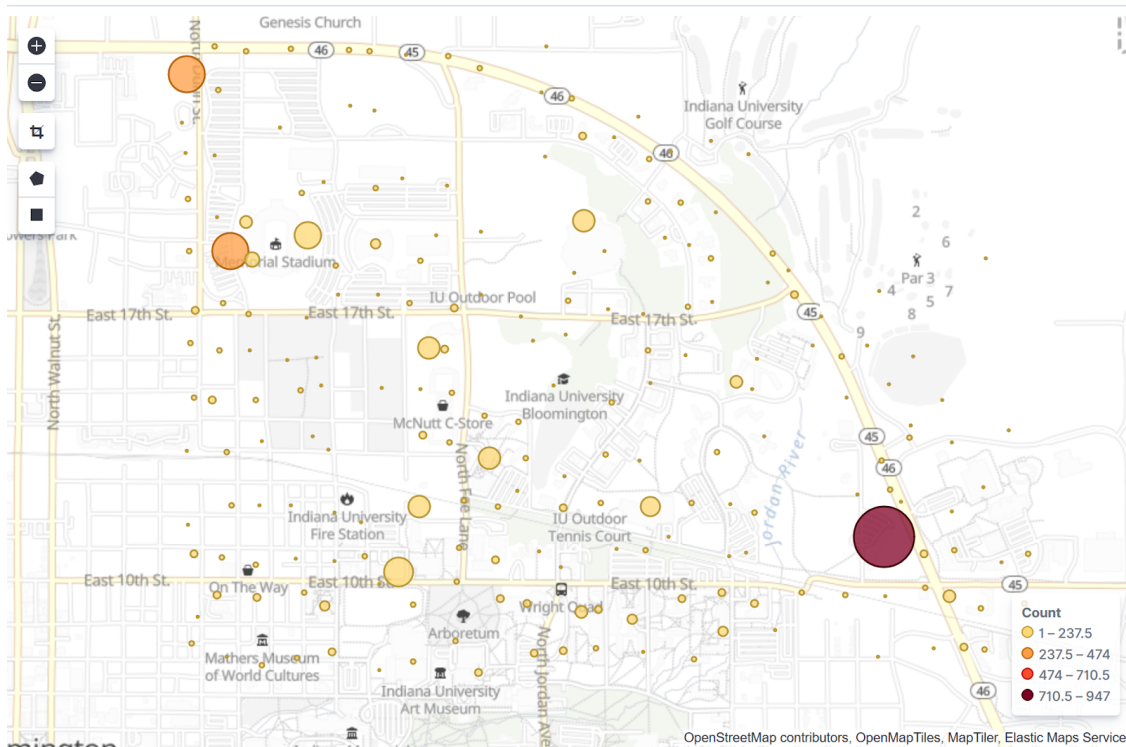 Genesis Church
46
45
46
Indiana University
Golf Course
46
2
6
Par 3
4
7
5
8
9
Memorial Stadium
IU Outdoor Pool
East 17th St.
East 17th St.
East 17th St.
45
North Walnut St.
Indiana University
Bloomington
McNutt C-Store
45
46
North Fee Lane
Jordan River
Indiana University
Fire Station
IU Outdoor
Tennis Court
On The Way
East 10th St.
East 10th St.
East 10th St.
45
Wright Quad
Arboretum
North Jordan Ave
Mathers Museum
of World Cultures
Indiana University
Art Museum
46
Count
1 – 237.5
237.5 – 474
474 – 710.5
710.5 – 947
OpenStreetMap contributors, OpenMapTiles, MapTiler, Elastic Maps Service